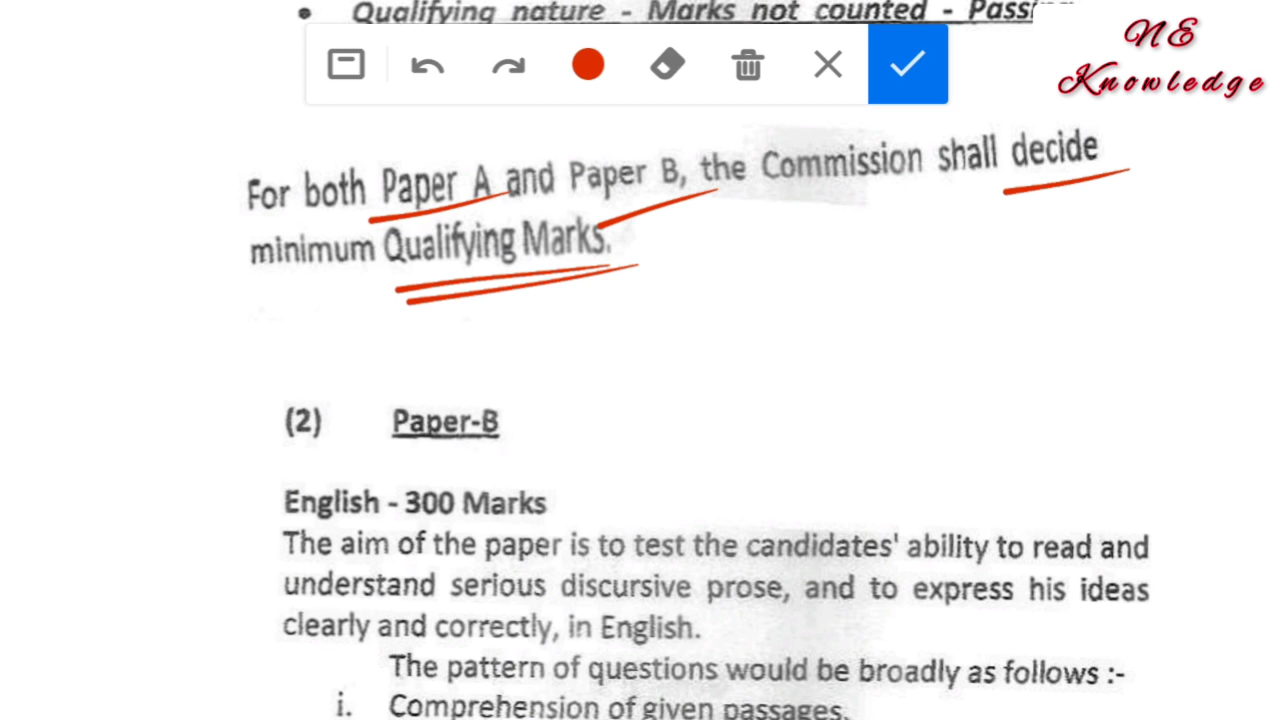 • Qualifying nature - Marks not counted -
NE
Knowledge
For both Paper A and Paper B, the Commission shall decide
minimum Qualifying Marks.
(2) Paper-B
English - 300 Marks
The aim of the paper is to test the candidates' ability to read and
understand serious discursive prose, and to express his ideas
clearly and correctly, in English.
The pattern of questions would be broadly as follows :-
i. Comprehension of given passages.